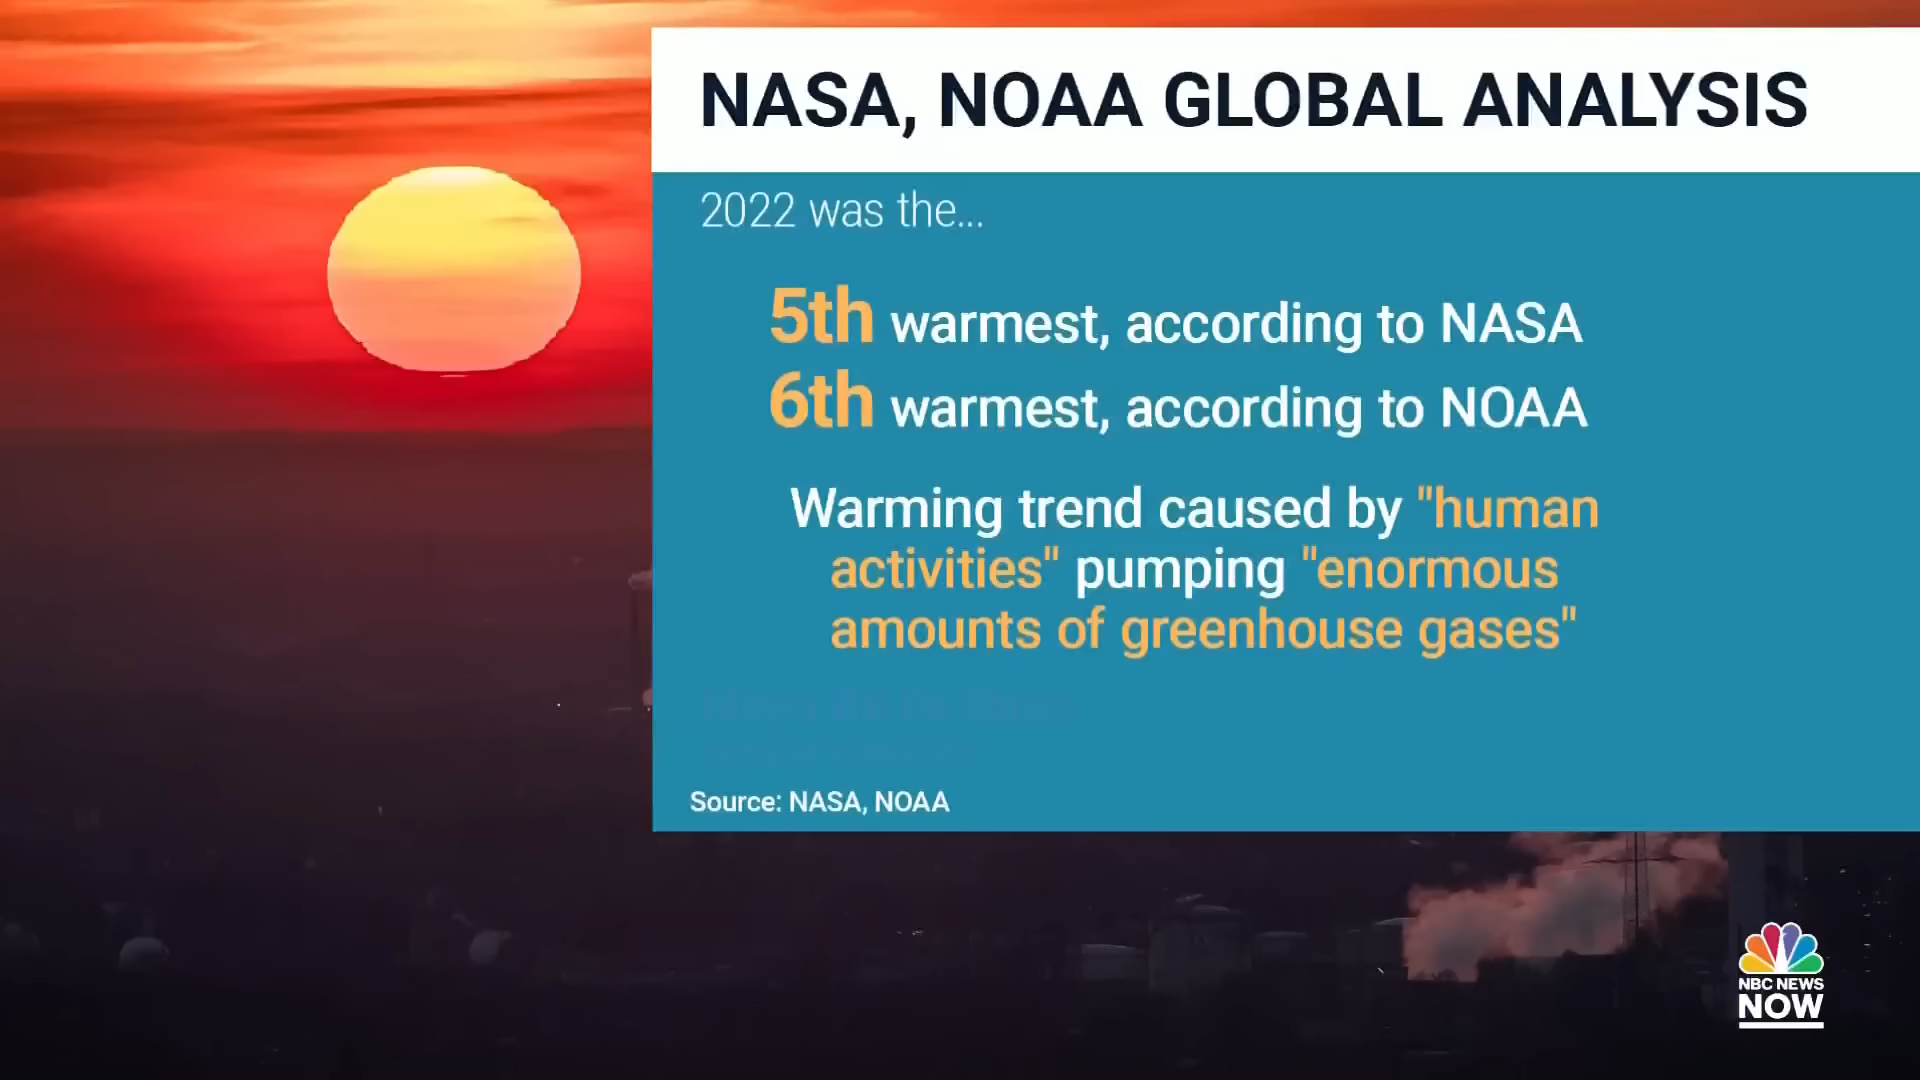 NASA, NOAA GLOBAL ANALYSIS
2022 was the...
5th warmest, according to NASA
6th warmest, according to NOAA
Warming trend caused by "human
activities" pumping "enormous
amounts of greenhouse gases"
Source: NASA, NOAA
NBC NEWS
NOW